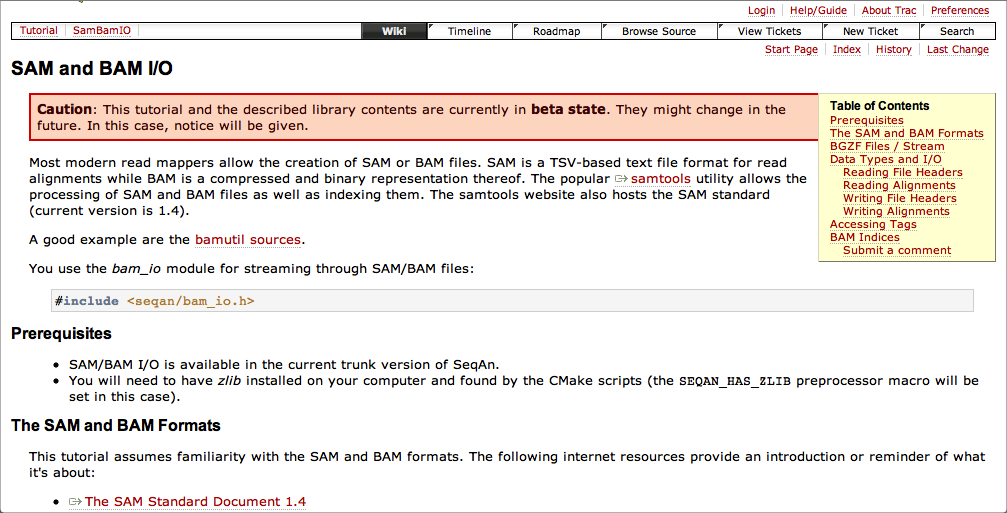 Login Help/Guide About Trac Preferences
Tutorial SamBamIO Wiki Timeline Roadmap Browse Source View Tickets New Ticket Search
Start Page Index History Last Change
SAM and BAM I/O
Caution: This tutorial and the described library contents are currently in beta state. They might change in the
future. In this case, notice will be given.
Table of Contents
Prerequisites
The SAM and BAM Formats
BGZF Files / Stream
Data Types and I/O
Reading File Headers
Reading Alignments
Writing File Headers
Writing Alignments
Accessing Tags
BAM Indices
Submit a comment
Most modern read mappers allow the creation of SAM or BAM files. SAM is a TSV-based text file format for read
alignments while BAM is a compressed and binary representation thereof. The popular samtools utility allows the
processing of SAM and BAM files as well as indexing them. The samtools website also hosts the SAM standard
(current version is 1.4).
A good example are the bamutil sources.
You use the bam_io module for streaming through SAM/BAM files:
#include <seqan/bam_io.h>
Prerequisites
• SAM/BAM I/O is available in the current trunk version of SeqAn.
• You will need to have zlib installed on your computer and found by the CMake scripts (the SEQAN_HAS_ZLIB preprocessor macro will be
set in this case).
The SAM and BAM Formats
This tutorial assumes familiarity with the SAM and BAM formats. The following internet resources provide an introduction or reminder of what
it's about:
• The SAM Standard Document 1.4